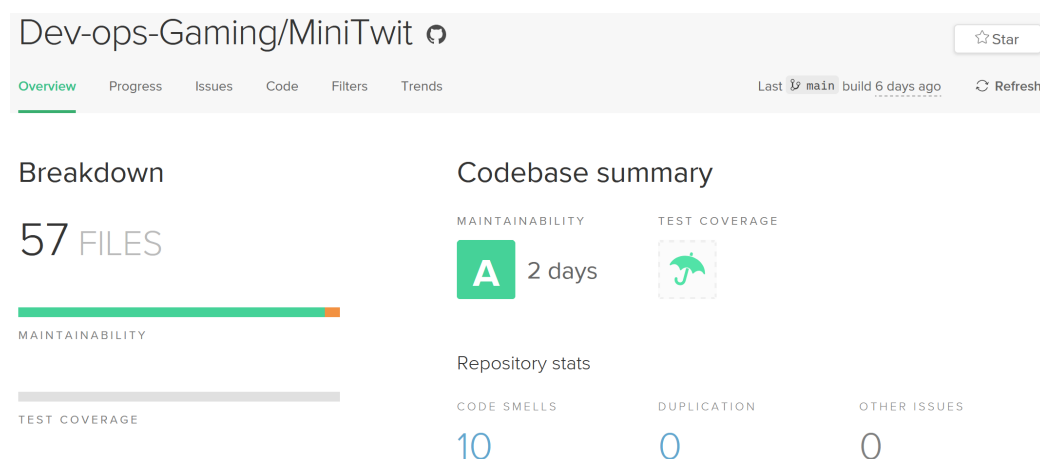 Dev-ops-Gaming/MiniTwit
Star
Overview Progress Issues Code Filters Trends
Last main build 6 days ago
Refresh
Breakdown
57 FILES
MAINTAINABILITY
TEST COVERAGE
Codebase summary
MAINTAINABILITY TEST COVERAGE
A 2 days
Repository stats
CODE SMELLS DUPLICATION OTHER ISSUES
10 0 0